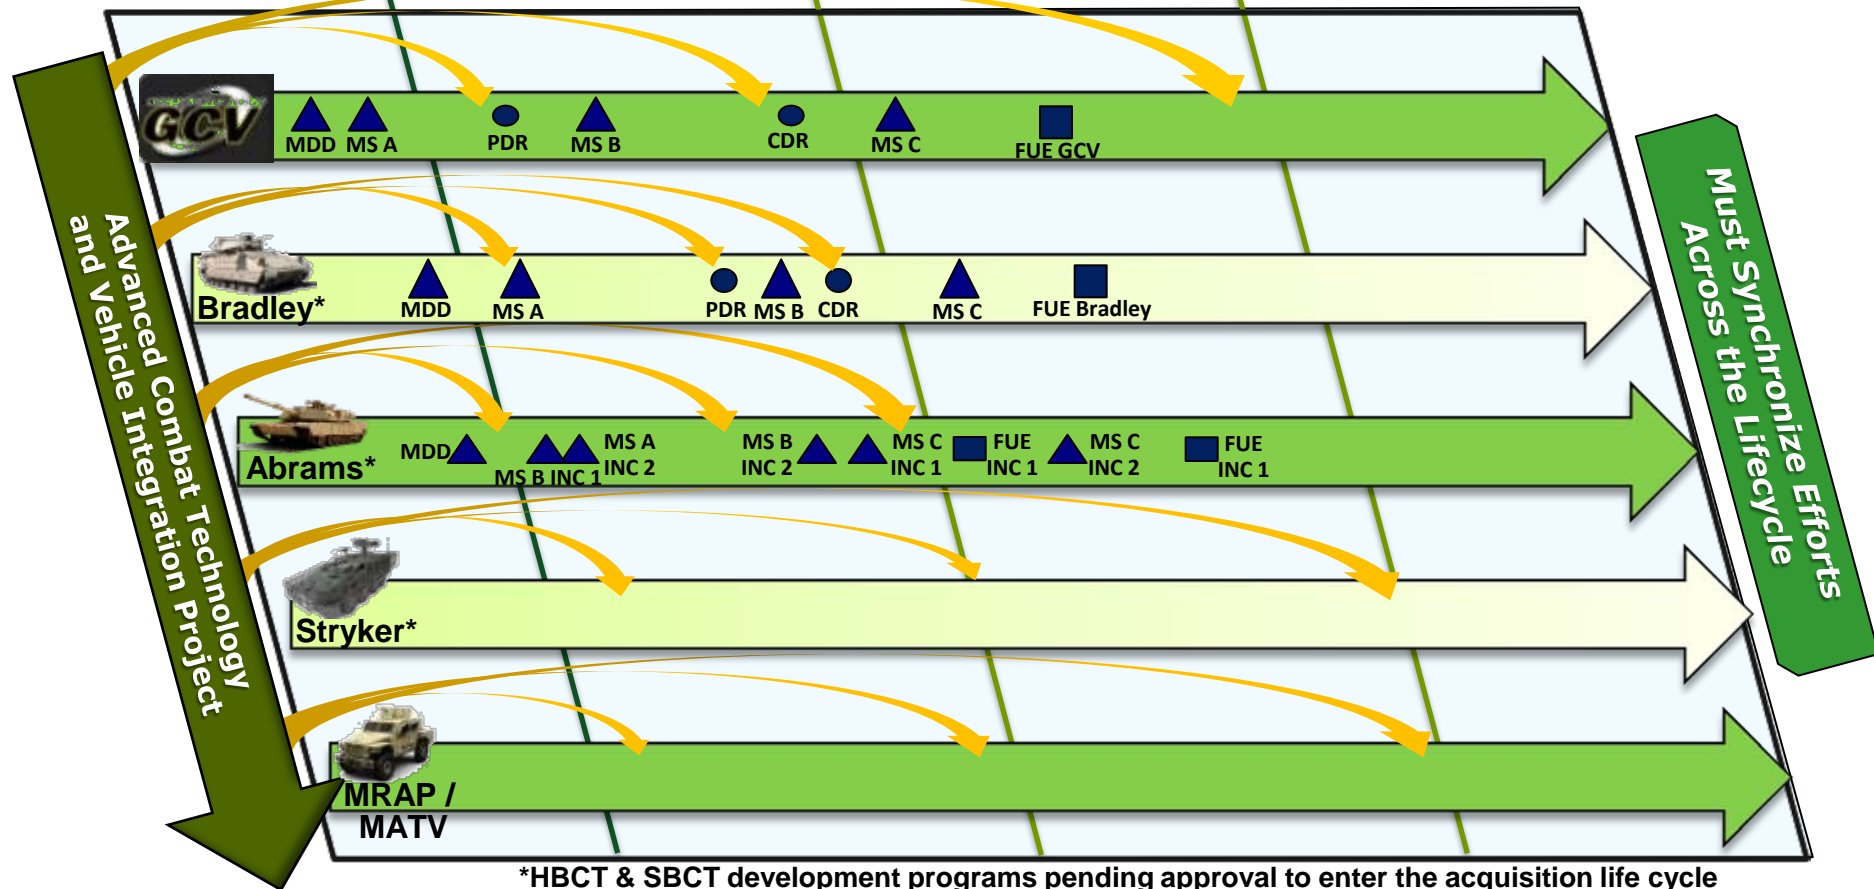 Advanced Combat Technology
and Vehicle Integration Project
GCV
MDD
MS A
PDR
MS B
CDR
MS C
FUE GCV
Must Synchronize Efforts
Across the Lifecycle
Bradley*
MDD
MS A
PDR
MS B
CDR
MS C
FUE Bradley
Abrams*
MDD
MS B INC 1
MS A
INC 2
MS B
INC 2
MS C
INC 1
FUE
INC 1
MS C
INC 2
FUE
INC 1
Stryker*
MRAP /
MATV
*HBCT & SBCT development programs pending approval to enter the acquisition life cycle